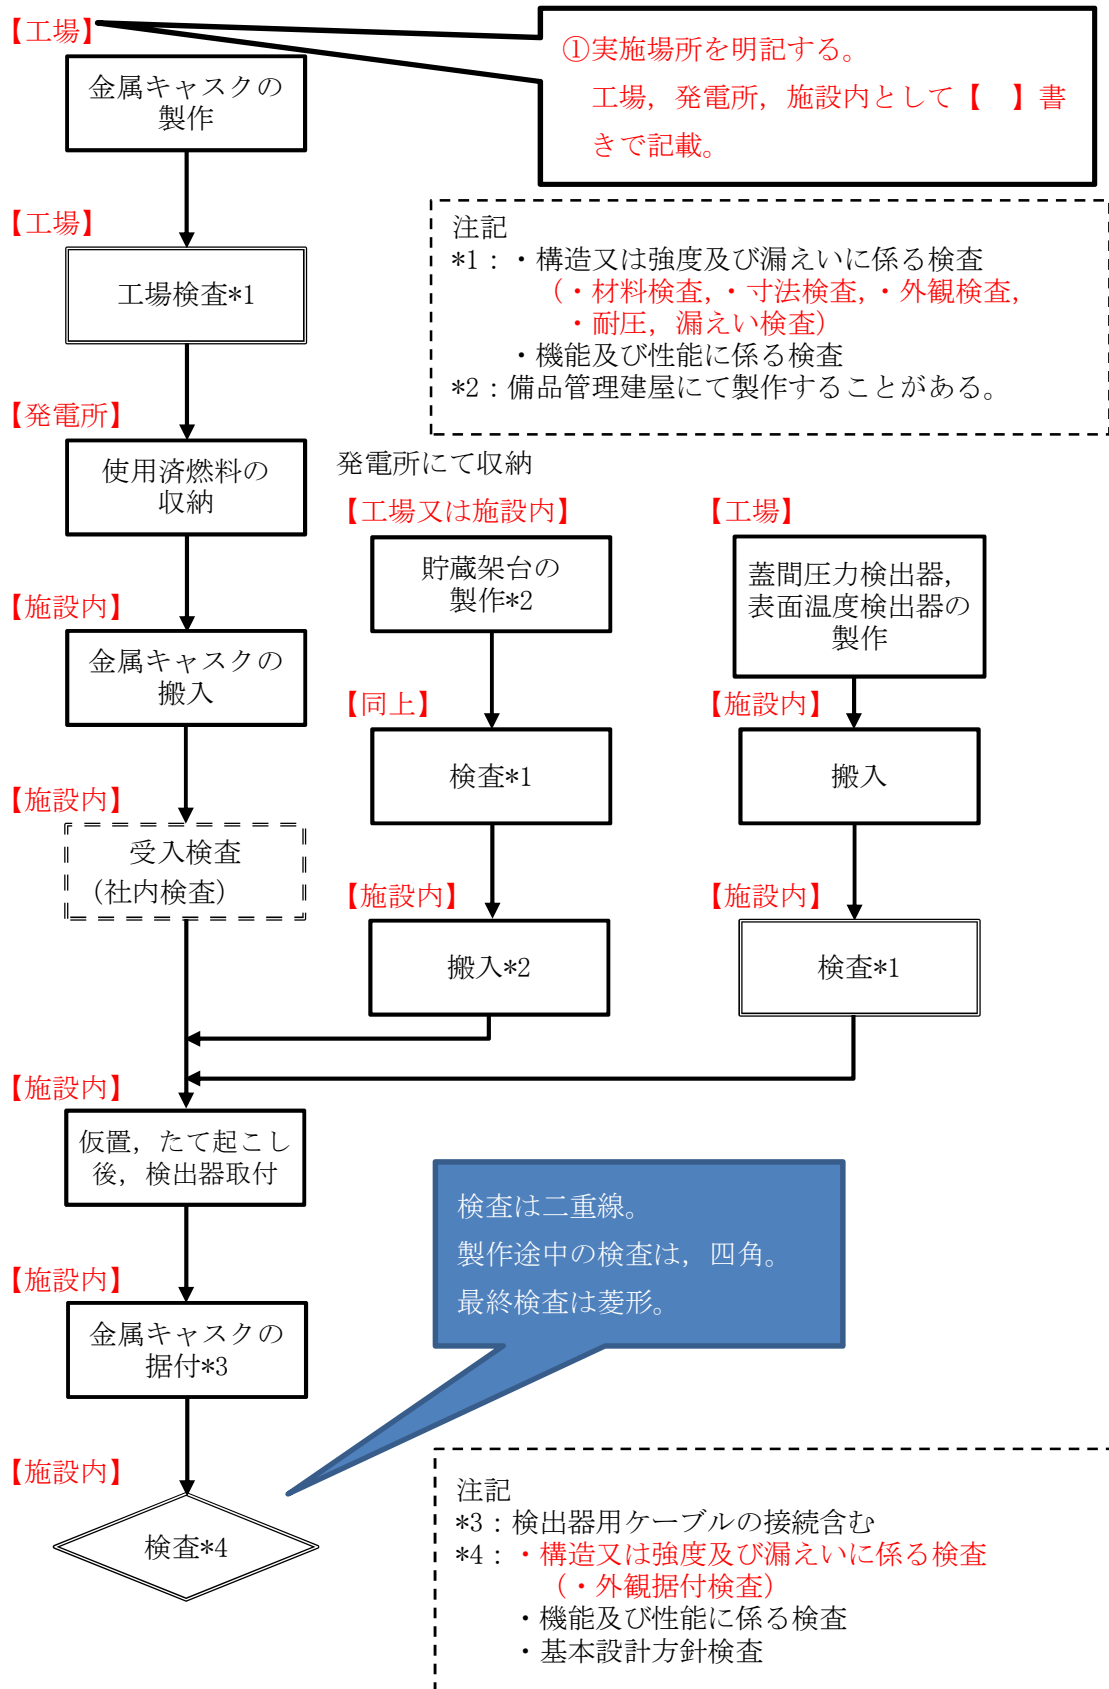 【工場】
①実施場所を明記する。
工場，発電所，施設内として【　】書
きで記載。
金属キャスクの
製作
【工場】
工場検査*1
注記
*1：・構造又は強度及び漏えいに係る検査
（・材料検査，・寸法検査，・外観検査，
・耐圧，漏えい検査）
・機能及び性能に係る検査
*2：備品管理建屋にて製作することがある。
【発電所】
使用済燃料の
収納
発電所にて収納
【工場又は施設内】
貯蔵架台の
製作*2
【工場】
蓋間圧力検出器，
表面温度検出器の
製作
【施設内】
金属キャスクの
搬入
【同上】
検査*1
【施設内】
搬入
【施設内】
受入検査
（社内検査）
【施設内】
搬入*2
【施設内】
検査*1
【施設内】
仮置，たて起こし
後，検出器取付
検査は二重線。
製作途中の検査は，四角。
最終検査は菱形。
【施設内】
金属キャスクの
据付*3
【施設内】
検査*4
注記
*3：検出器用ケーブルの接続含む
*4：・構造又は強度及び漏えいに係る検査
（・外観据付検査）
・機能及び性能に係る検査
・基本設計方針検査